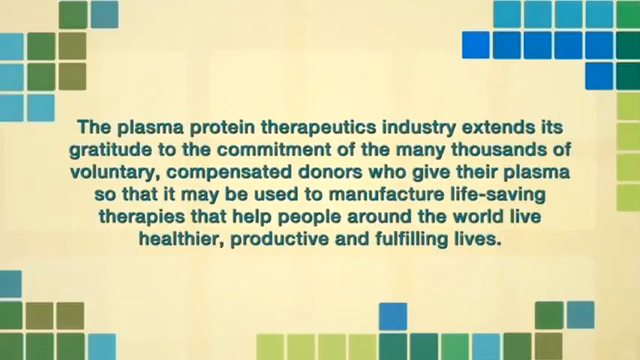 The plasma protein therapeutics industry extends its
gratitude to the commitment of the many thousands of
voluntary, compensated donors who give their plasma
so that it may be used to manufacture life-saving
therapies that help people around the world live
healthier, productive and fulfilling lives.